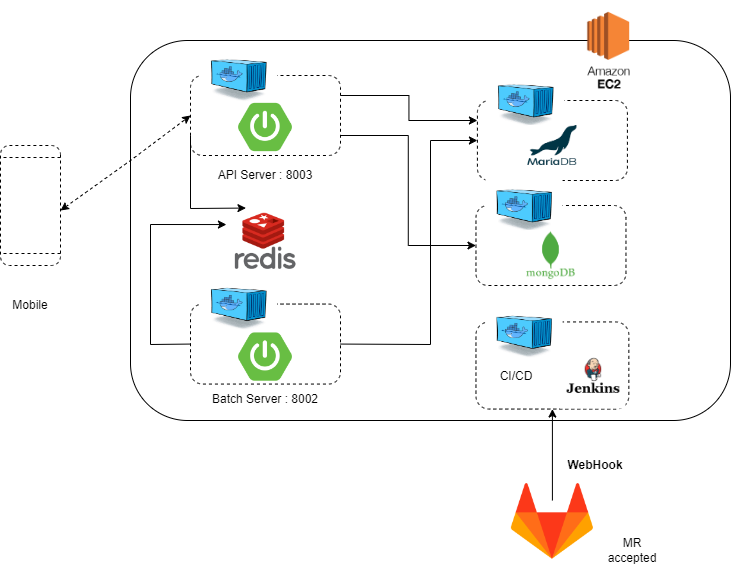 Amazon
EC2
API Server : 8003
MariaDB
redis
mongoDB
Mobile
Batch Server : 8002
CI/CD
Jenkins
WebHook
MR
accepted